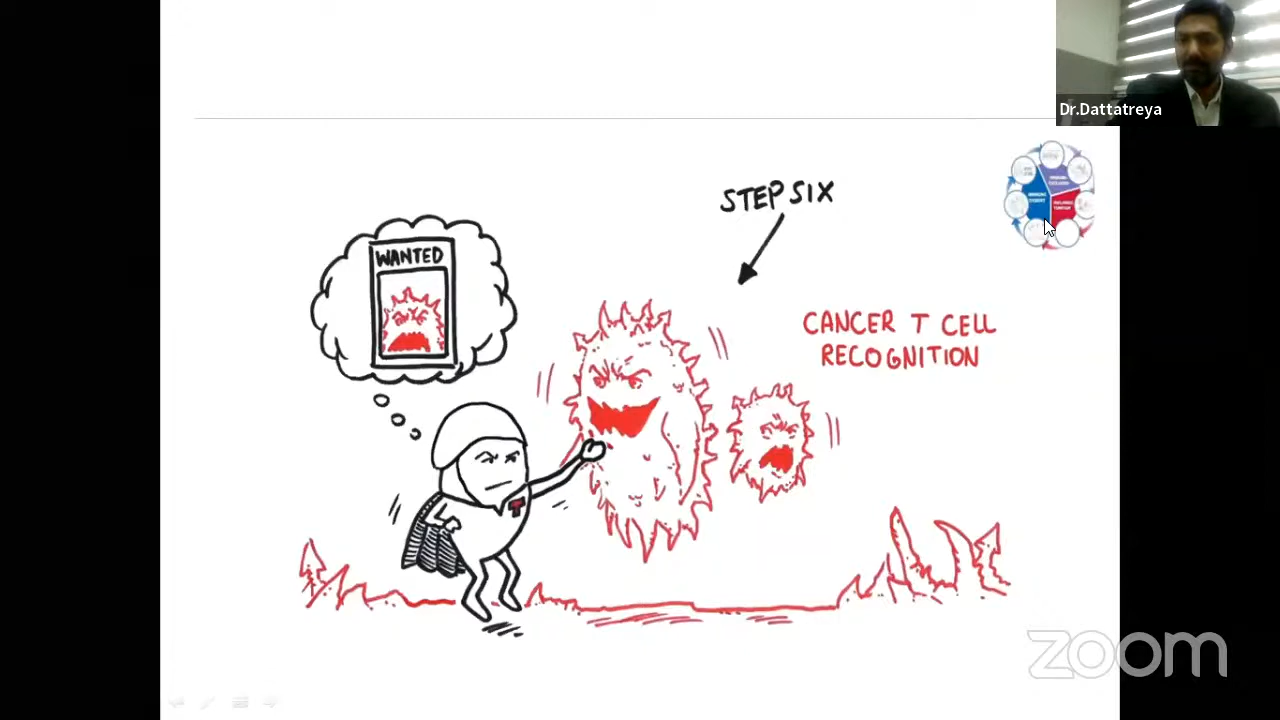 Dr.Dattatreya
STEP SIX
WANTED
CANCER T CELL
RECOGNITION
T
zoom